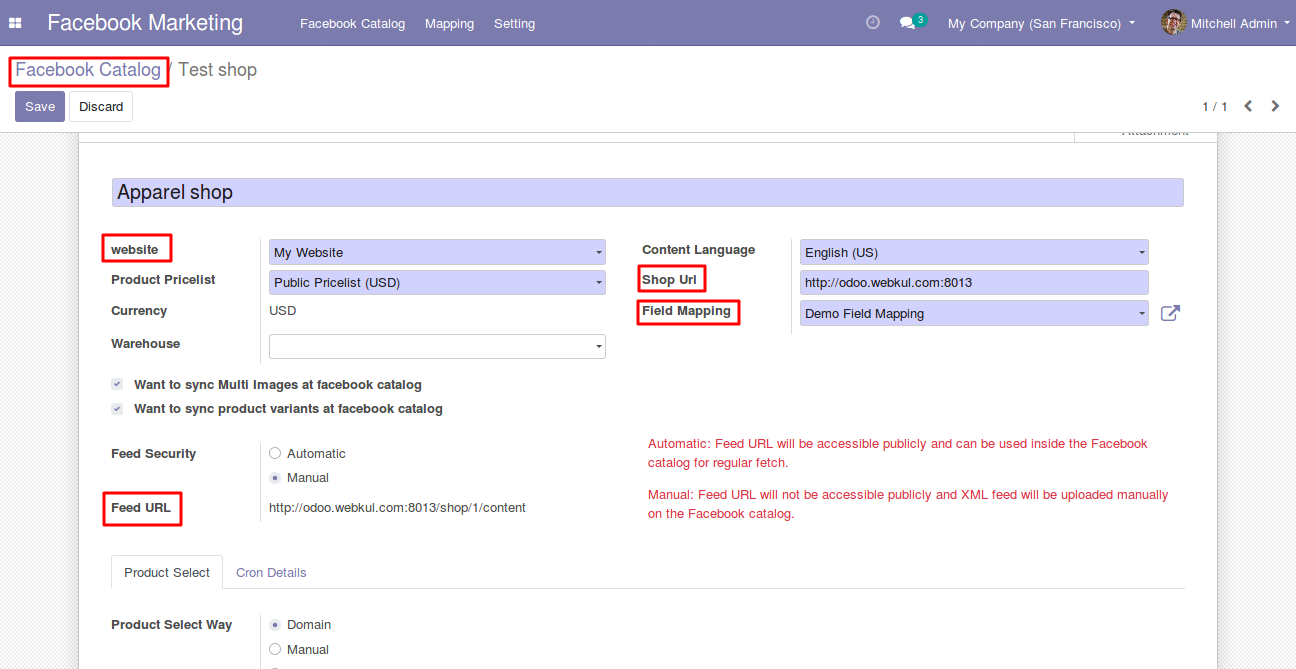 Facebook Marketing Facebook Catalog Mapping Setting 3 My Company (San Francisco) Mitchell Admin
Facebook Catalog / Test shop
Save Discard 1 / 1
Attachment
Apparel shop
website My Website Content Language English (US)
Product Pricelist Public Pricelist (USD) Shop Url http://odoo.webkul.com:8013
Currency USD Field Mapping Demo Field Mapping
Warehouse
Want to sync Multi Images at facebook catalog
Want to sync product variants at facebook catalog
Feed Security Automatic
Manual
Automatic: Feed URL will be accessible publicly and can be used inside the Facebook
catalog for regular fetch.
Manual: Feed URL will not be accessible publicly and XML feed will be uploaded manually
on the Facebook catalog.
Feed URL http://odoo.webkul.com:8013/shop/1/content
Product Select Cron Details
Product Select Way Domain
Manual